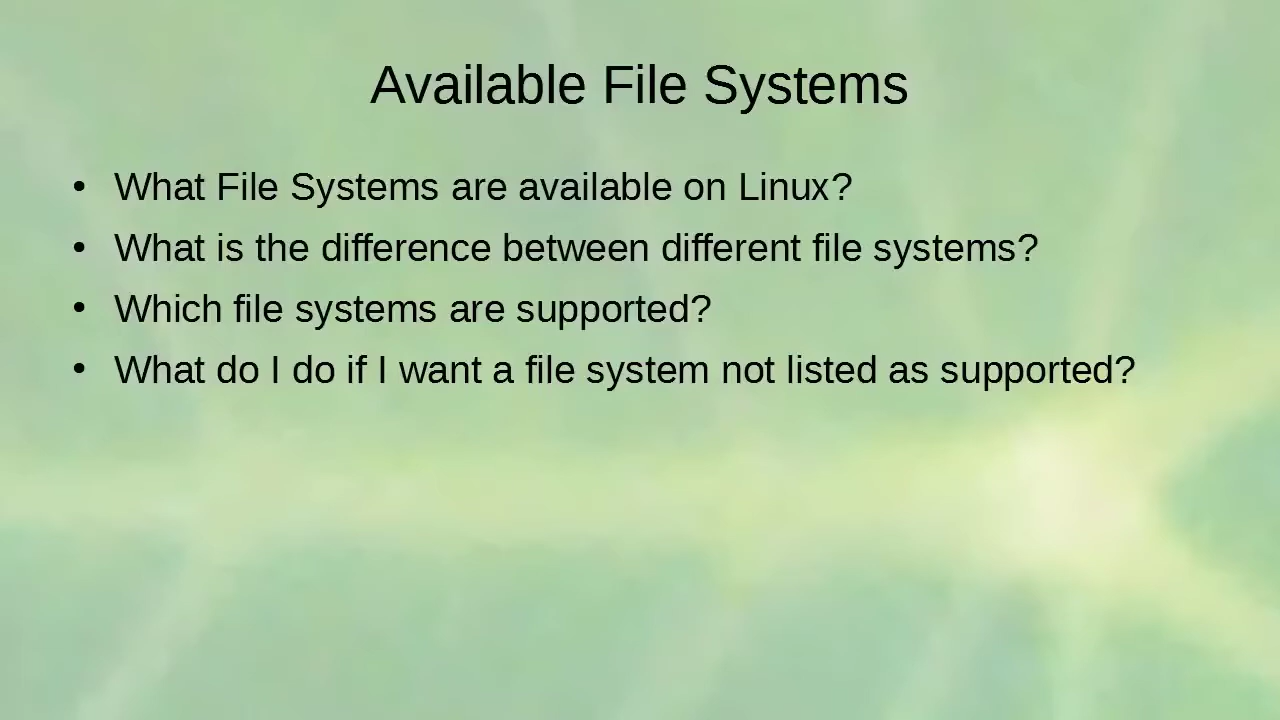 Available File Systems
• What File Systems are available on Linux?
• What is the difference between different file systems?
• Which file systems are supported?
• What do I do if I want a file system not listed as supported?